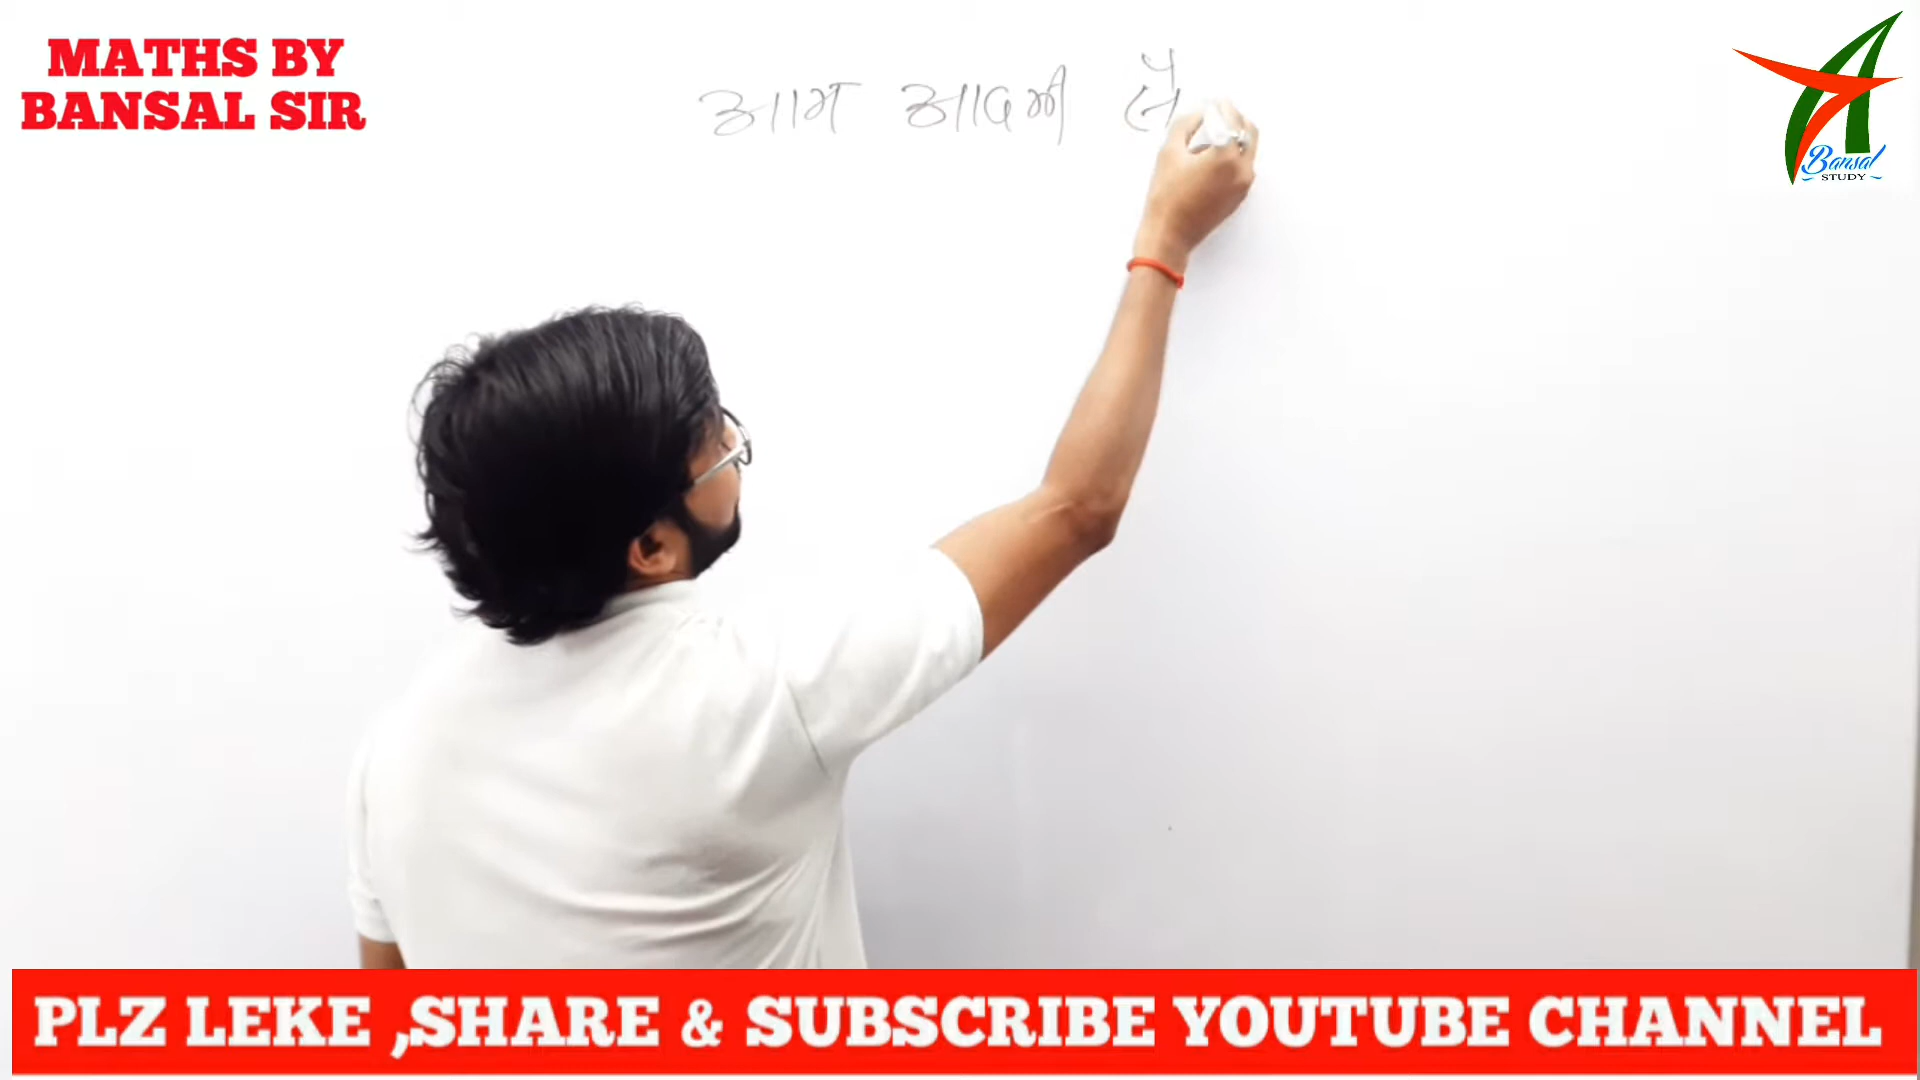 MATHS BY
BANSAL SIR
आम आदमी
Bansal
STUDY
PLZ LEKE ,SHARE & SUBSCRIBE YOUTUBE CHANNEL